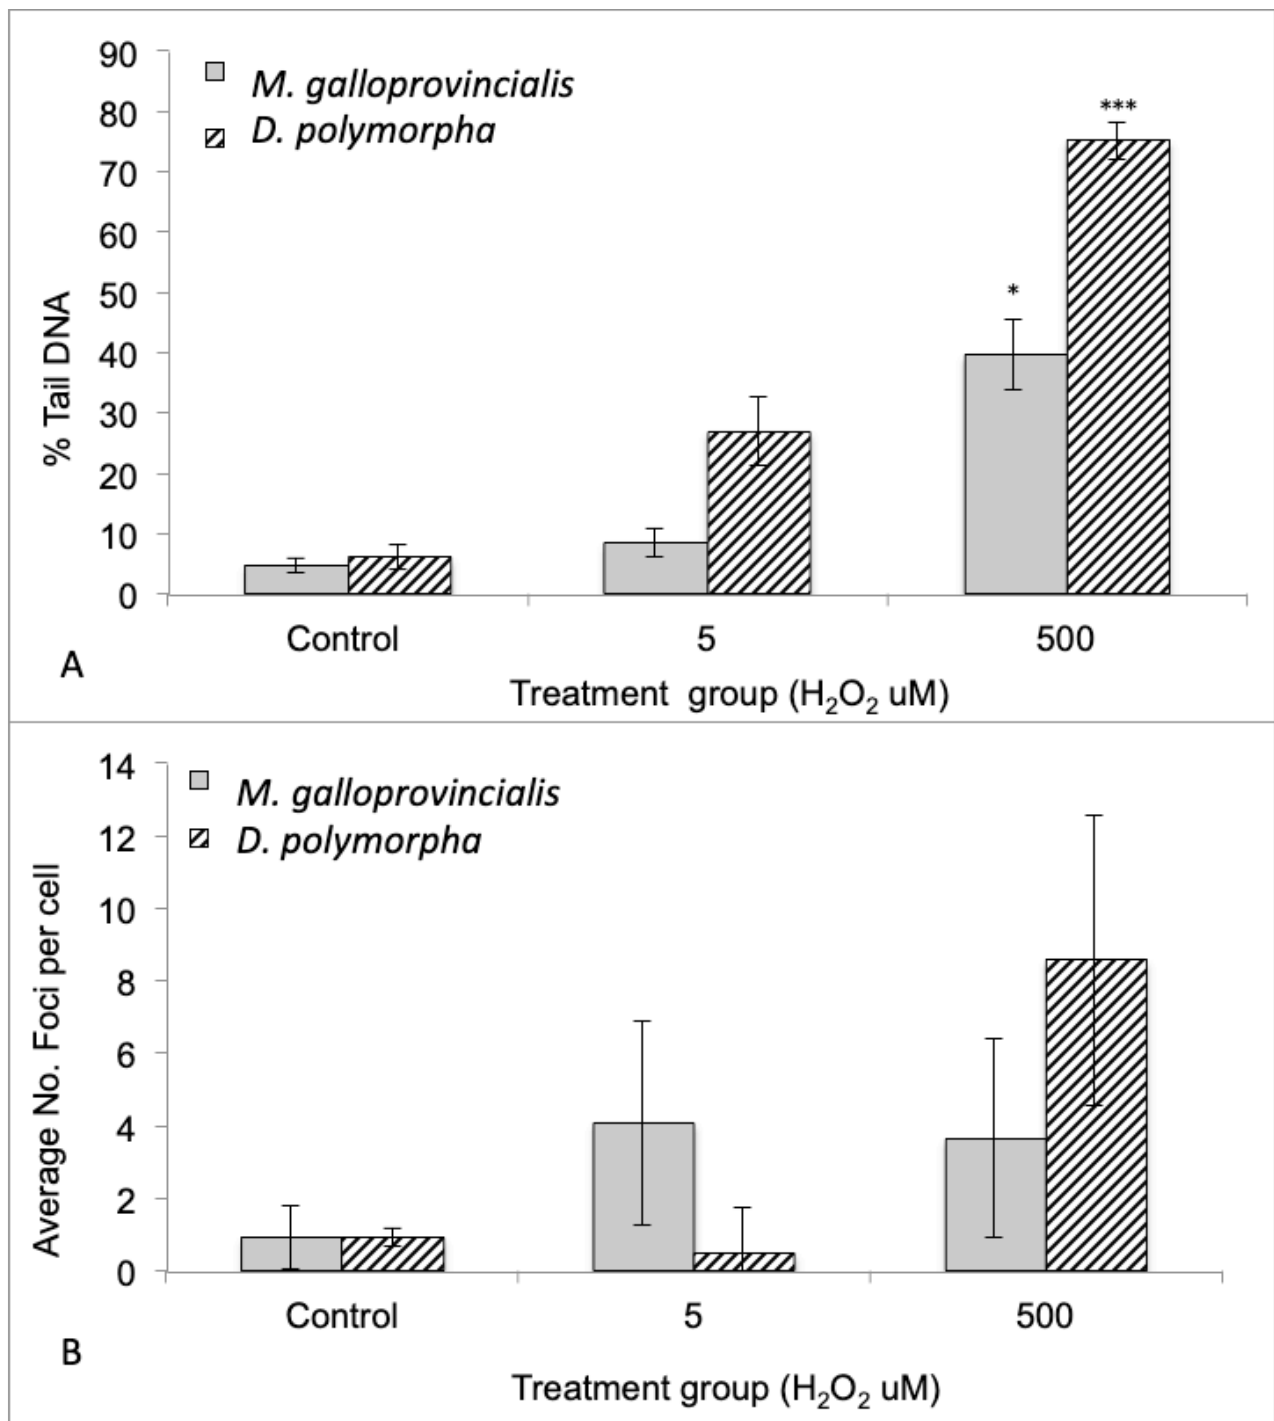 90
80
70
60
50
40
30
20
10
0
% Tail DNA
M. galloprovincialis
D. polymorpha
*
***
Control 5 500
A
Treatment group (H₂O₂ uM)
14
12
10
8
6
4
2
0
Average No. Foci per cell
M. galloprovincialis
D. polymorpha
Control 5 500
B
Treatment group (H₂O₂ uM)